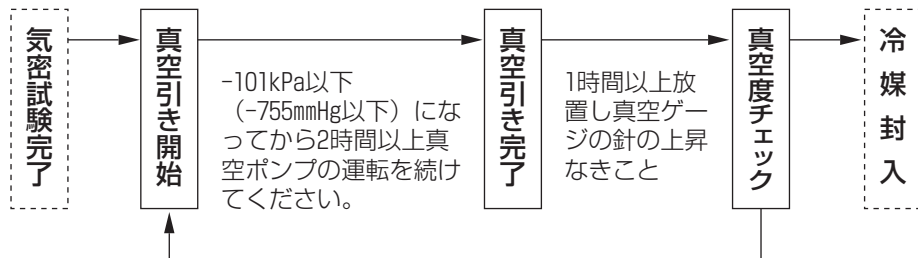 気密試験完了
真空引き開始
-101kPa以下
（-755mmHg以下）にな
ってから2時間以上真
空ポンプの運転を続け
てください。
真空引き完了
1時間以上放
置し真空ゲー
ジの針の上昇
なきこと
真空度チェック
冷媒封入